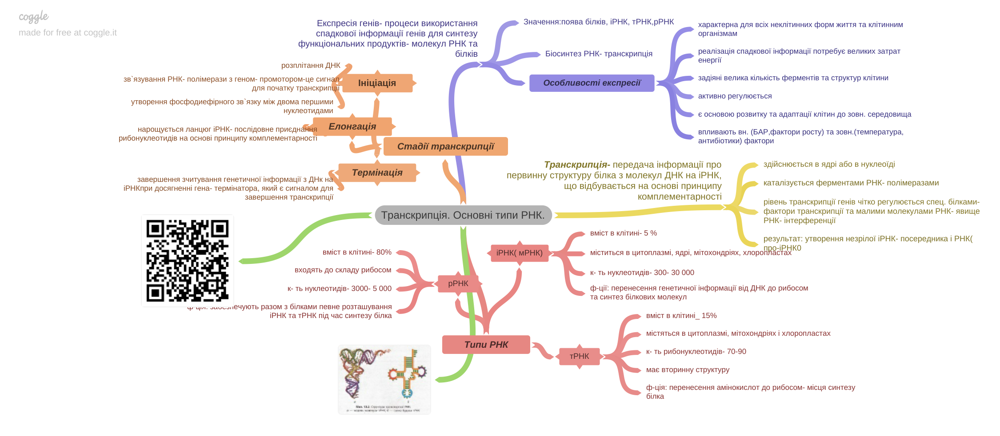 coggle
made for free at coggle.it
Експресія генів- процеси використання
спадкової інформації генів для синтезу
функціональних продуктів- молекул РНК та
білків
Значення:поява білків, іРНК, тРНК,рРНК
Біосинтез РНК- транскрипція
Особливості експресії
характерна для всіх неклітинних форм життя та клітинним
організмам
реалізація спадкової інформації потребує великих затрат
енергії
задіяні велика кількість ферментів та структур клітини
активно регулюється
є основою розвитку та адаптації клітин до зовн. середовища
впливають вн. (БАР,фактори росту) та зовн.(температура,
антибіотики) фактори
розплітання ДНК
зв`язування РНК- полімерази з геном- промотором-це сигнал
для початку транскрипції
утворення фосфодиефірного зв`язку між двома першими
нуклеотидами
Ініціація
Елонгація
нарощується ланцюг іРНК- послідовне приєднання
рибонуклеотидів на основі принципу комплементарності
Стадії транскрипції
Термінація
завершення зчитування генетичної інформації з ДНк на
іРНКпри досягненні гена- термінатора, який є сигналом для
завершення транскрипції
Транскрипція- передача інформації про
первинну структуру білка з молекул ДНК на іРНК,
що відбувається на основі принципу
комплементарності
здійснюється в ядрі або в нуклеоїді
каталізується ферментами РНК- полімеразами
рівень транскрипції генів чітко регулюється спец. білками-
фактори транскрипції та малими молекулами РНК- явище
РНК- інтерференції
результат: утворення незрілої іРНК- посередника і РНК(
про-іРНК0
Транскрипція. Основні типи РНК.
іРНК( мРНК)
вміст в клітині- 5 %
міститься в цитоплазмі, ядрі, мітохондріях, хлоропластах
к- ть нуклеотидів- 300- 30 000
ф-ції: перенесення генетичної інформації від ДНК до рибосом
та синтез білкових молекул
рРНК
вміст в клітині- 80%
входять до складу рибосом
к- ть нуклеотидів- 3000- 5 000
ф-ція: забезпечують разом з білками певне розташування
іРНК та тРНК під час синтезу білка
Типи РНК
тРНК
вміст в клітині_ 15%
містяться в цитоплазмі, мітохондріях і хлоропластах
к- ть рибонуклеотидів- 70-90
має вторинну структуру
ф-ція: перенесення амінокислот до рибосом- місця синтезу
білка
Мал. 13.2. Структура транспортної РНК: